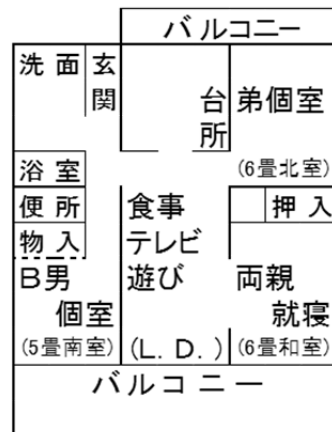 バルコニー
洗面
玄関
台所
弟個室
(6畳北室)
浴室
便所
物入
食事
テレビ
遊び
(L.D.)
押入
B男
個室
(5畳南室)
両親
就寝
(6畳和室)
バルコニー